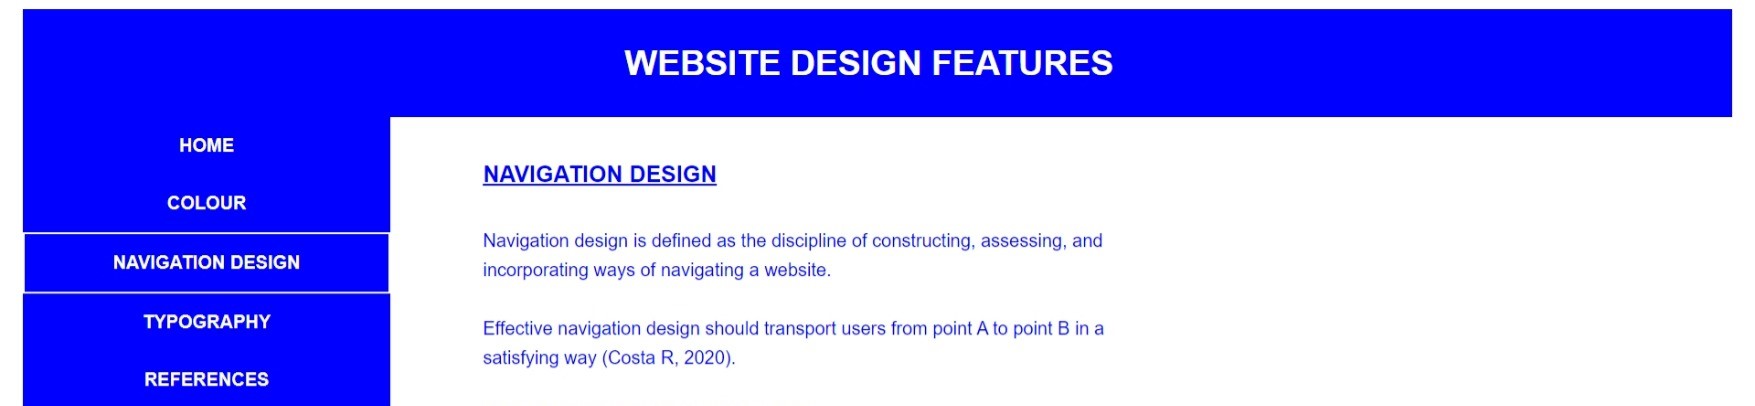 WEBSITE DESIGN FEATURES
HOME
COLOUR
NAVIGATION DESIGN
TYPOGRAPHY
REFERENCES
NAVIGATION DESIGN
Navigation design is defined as the discipline of constructing, assessing, and
incorporating ways of navigating a website.
Effective navigation design should transport users from point A to point B in a
satisfying way (Costa R, 2020).